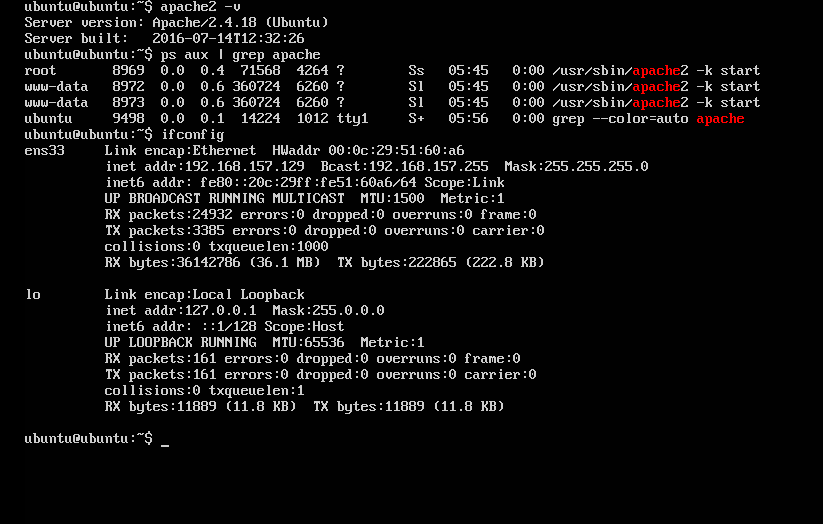 ubuntu@ubuntu:~$ apache2 -v
Server version: Apache/2.4.18 (Ubuntu)
Server built:   2016-07-14T12:32:26
ubuntu@ubuntu:~$ ps aux | grep apache
root       8969  0.0  0.4  71568  4264 ?        Ss   05:45   0:00 /usr/sbin/apache2 -k start
www-data   8972  0.0  0.6 360724  6260 ?        Sl   05:45   0:00 /usr/sbin/apache2 -k start
www-data   8973  0.0  0.6 360724  6260 ?        Sl   05:45   0:00 /usr/sbin/apache2 -k start
ubuntu     9498  0.0  0.1  14224  1012 tty1     S+   05:56   0:00 grep --color=auto apache
ubuntu@ubuntu:~$ ifconfig
ens33     Link encap:Ethernet  HWaddr 00:0c:29:51:60:a6
          inet addr:192.168.157.129  Bcast:192.168.157.255  Mask:255.255.255.0
          inet6 addr: fe80::20c:29ff:fe51:60a6/64 Scope:Link
          UP BROADCAST RUNNING MULTICAST  MTU:1500  Metric:1
          RX packets:24932 errors:0 dropped:0 overruns:0 frame:0
          TX packets:3385 errors:0 dropped:0 overruns:0 carrier:0
          collisions:0 txqueuelen:1000
          RX bytes:36142786 (36.1 MB)  TX bytes:222865 (222.8 KB)

lo        Link encap:Local Loopback
          inet addr:127.0.0.1  Mask:255.0.0.0
          inet6 addr: ::1/128 Scope:Host
          UP LOOPBACK RUNNING  MTU:65536  Metric:1
          RX packets:161 errors:0 dropped:0 overruns:0 frame:0
          TX packets:161 errors:0 dropped:0 overruns:0 carrier:0
          collisions:0 txqueuelen:1
          RX bytes:11889 (11.8 KB)  TX bytes:11889 (11.8 KB)

ubuntu@ubuntu:~$ _